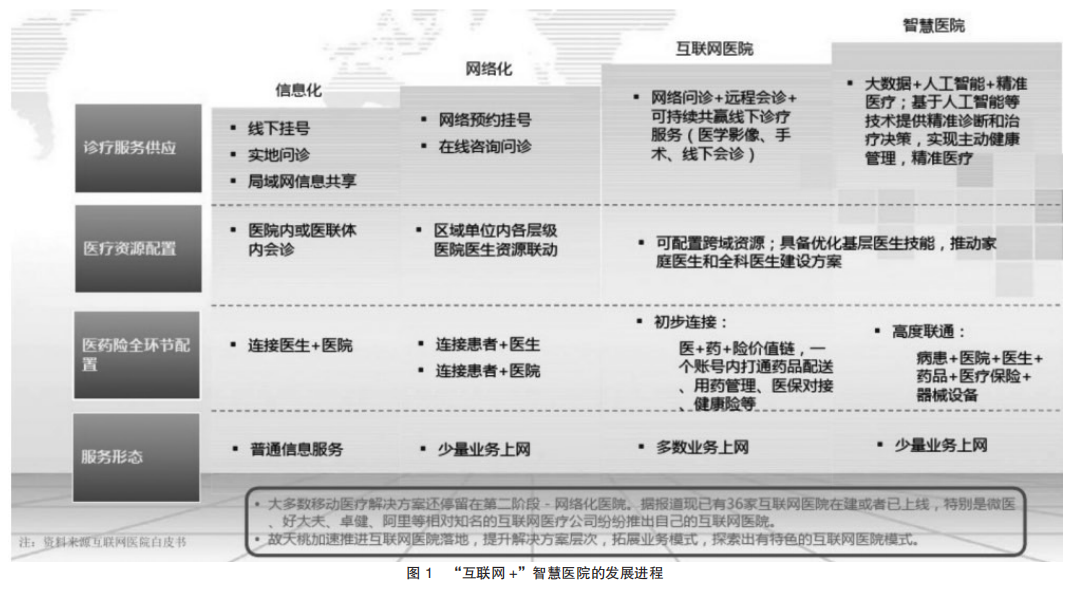 智慧医院
互联网医院
网络化
信息化
诊疗服务供应
▪ 线下挂号
▪ 实地问诊
▪ 局域网信息共享
▪ 网络预约挂号
▪ 在线咨询问诊
▪ 网络问诊+远程会诊+
可持续共赢线下诊疗
服务（医学影像、手
术、线下会诊）
▪ 大数据+人工智能+精准
医疗；基于人工智能等
技术提供精准诊断和治
疗决策，实现主动健康
管理，精准医疗
医疗资源配置
▪ 医院内或医联体
内会诊
▪ 区域单位内各层级
医院医生资源联动
▪ 可配置跨域资源；具备优化基层医生技能，推动家
庭医生和全科医生建设方案
医药险全环节配
置
▪ 连接医生+医院
▪ 连接患者+医生
▪ 连接患者+医院
▪ 初步连接：
医+药+险价值链，一
个账号内打通药品配送
、用药管理、医保对接
、健康险等
▪ 高度联通：
病患+医院+医生+
药品+医疗保险+
器械设备
服务形态
▪ 普通信息服务
▪ 少量业务上网
▪ 多数业务上网
▪ 少量业务上网
• 大多数移动医疗解决方案还停留在第二阶段－网络化医院。据报道现已有36家互联网医院在建或者已上线，特别是微医
、好大夫、卓健、阿里等相对知名的互联网医疗公司纷纷推出自己的互联网医院。
• 故夭桃加速推进互联网医院落地，提升解决方案层次，拓展业务模式，探索出有特色的互联网医院模式。
注：资料来源互联网医院白皮书
图 1 “互联网 +”智慧医院的发展进程